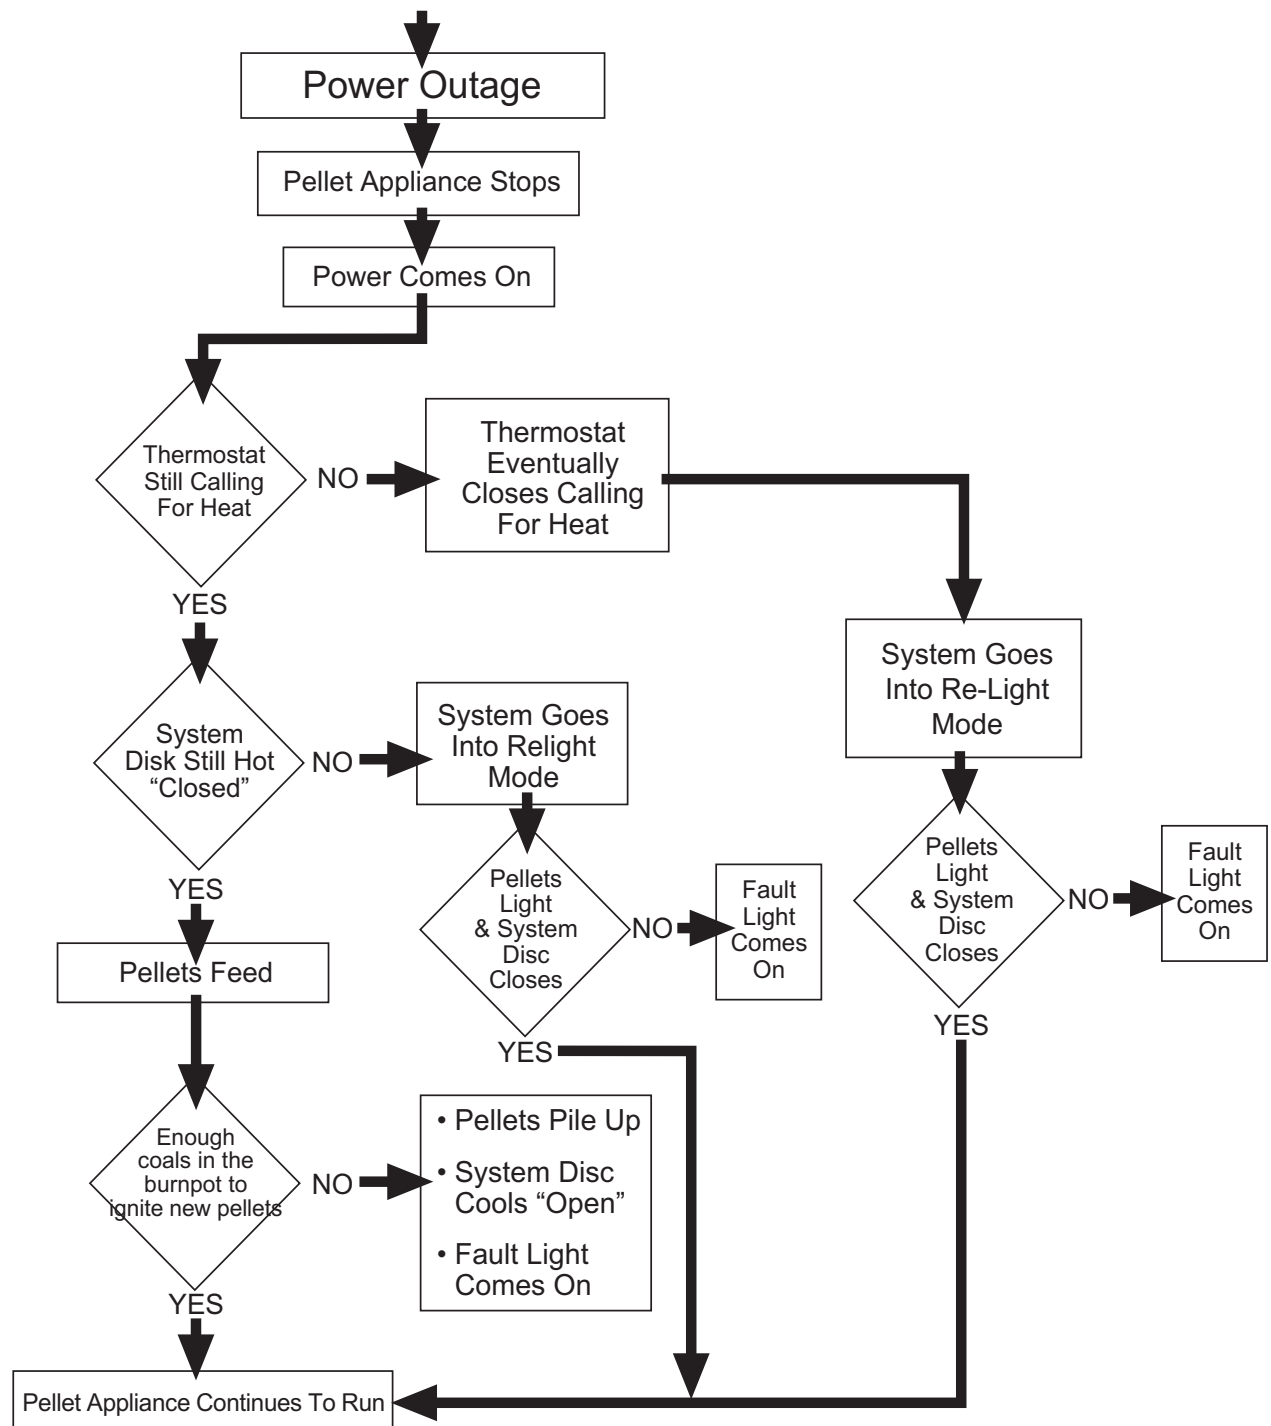 Power Outage
Pellet Appliance Stops
Power Comes On
Thermostat
Still Calling
For Heat
NO
Thermostat
Eventually
Closes Calling
For Heat
YES
System Goes
Into Re-Light
Mode
System
Disk Still Hot
“Closed”
NO
System Goes
Into Relight
Mode
YES
Pellets
Light
& System
Disc
Closes
NO
Fault
Light
Comes
On
Pellets
Light
& System
Disc
Closes
NO
Fault
Light
Comes
On
Pellets Feed
YES
YES
Enough
coals in the
burnpot to
ignite new pellets
NO
• Pellets Pile Up
• System Disc
Cools “Open”
• Fault Light
Comes On
YES
Pellet Appliance Continues To Run